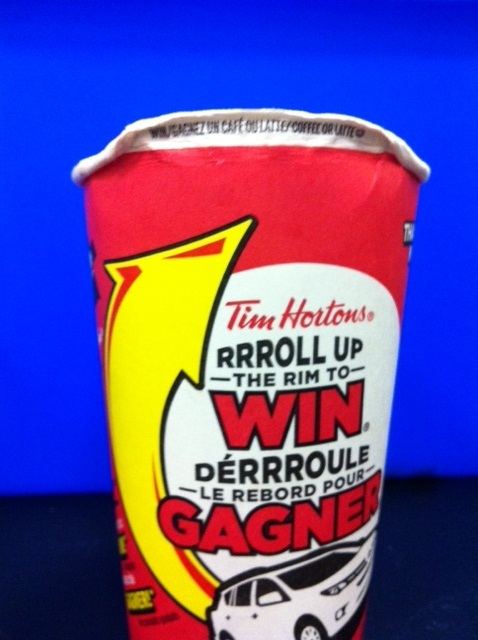 WIN/GAGNEZ UN CAFÉ OU LATTE/COFFEE OR LATTE
Tim Hortons®
RRROLL UP
THE RIM TO
WIN®
DÉRRROULE
LE REBORD POUR
GAGNER